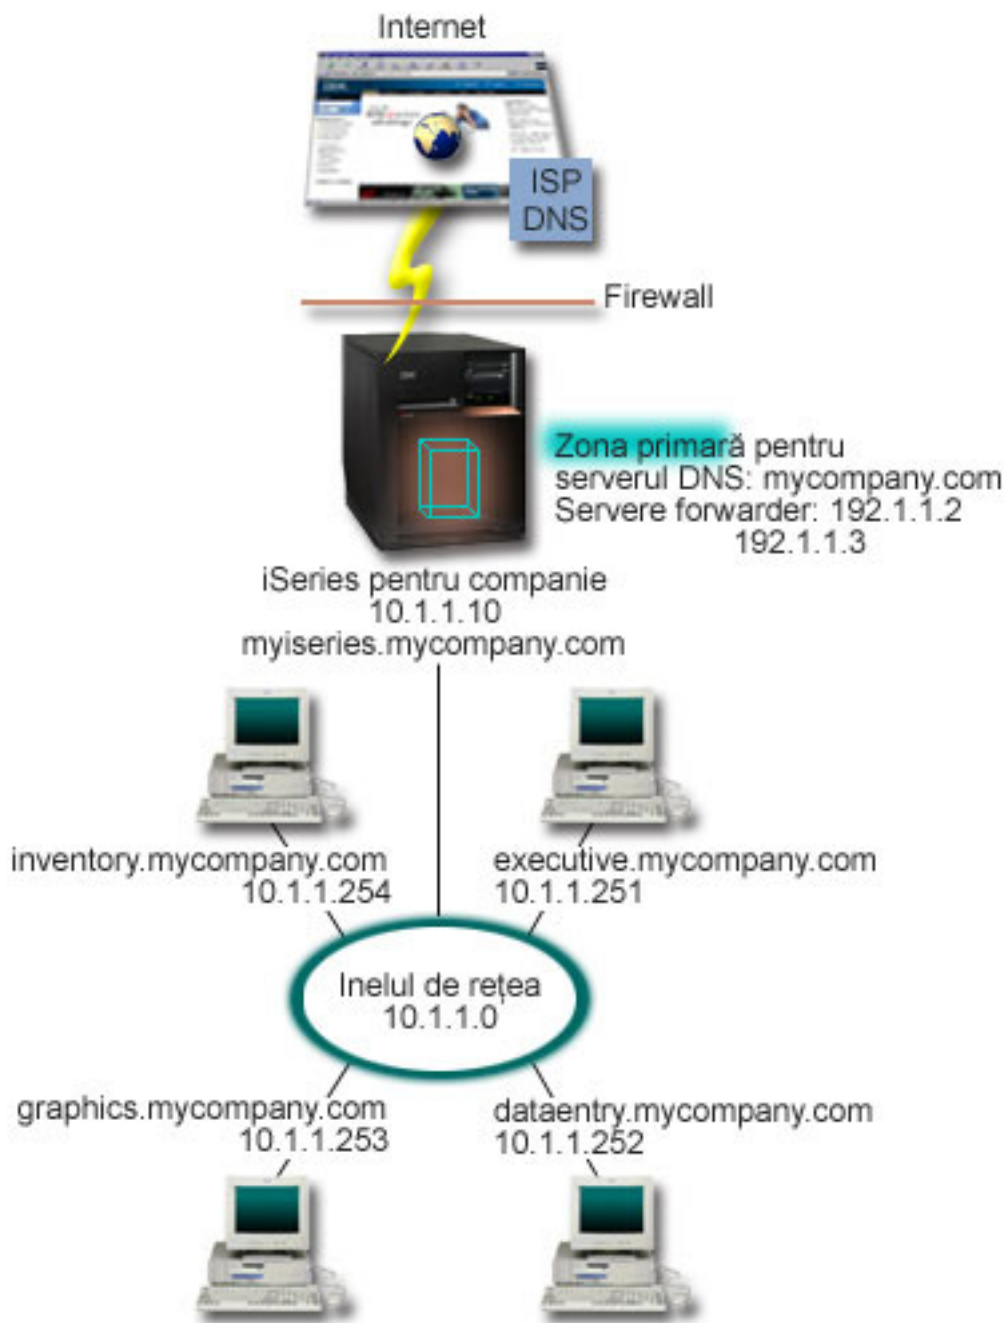 Internet
ISP
DNS
Firewall
IBM
Zona primară pentru
serverul DNS: mycompany.com
Servere forwarder: 192.1.1.2
192.1.1.3
iSeries pentru companie
10.1.1.10
myiseries.mycompany.com
inventory.mycompany.com
10.1.1.254
executive.mycompany.com
10.1.1.251
Inelul de rețea
10.1.1.0
graphics.mycompany.com
10.1.1.253
dataentry.mycompany.com
10.1.1.252